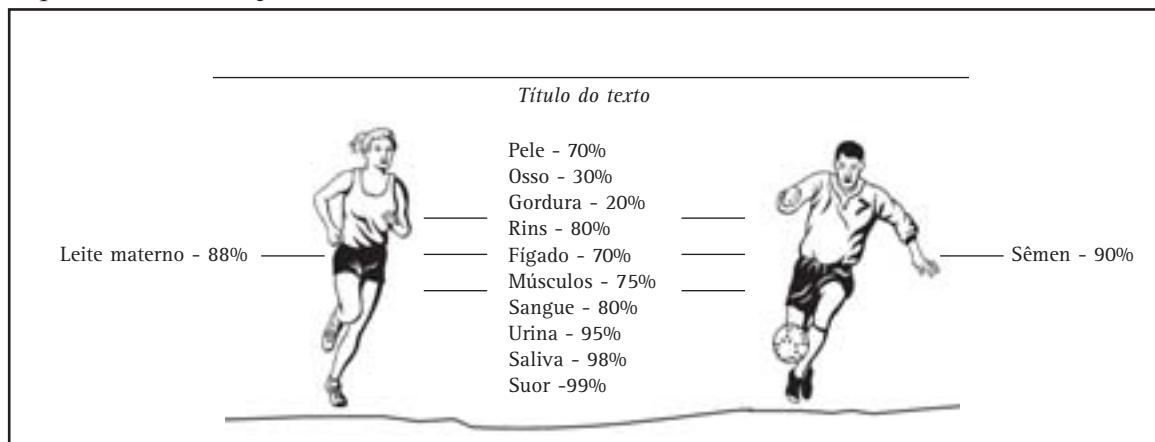 Título do texto
Pele - 70%
Osso - 30%
Gordura - 20%
Rins - 80%
Leite materno - 88%
Fígado - 70%
Sêmen - 90%
Músculos - 75%
Sangue - 80%
Urina - 95%
Saliva - 98%
Suor -99%